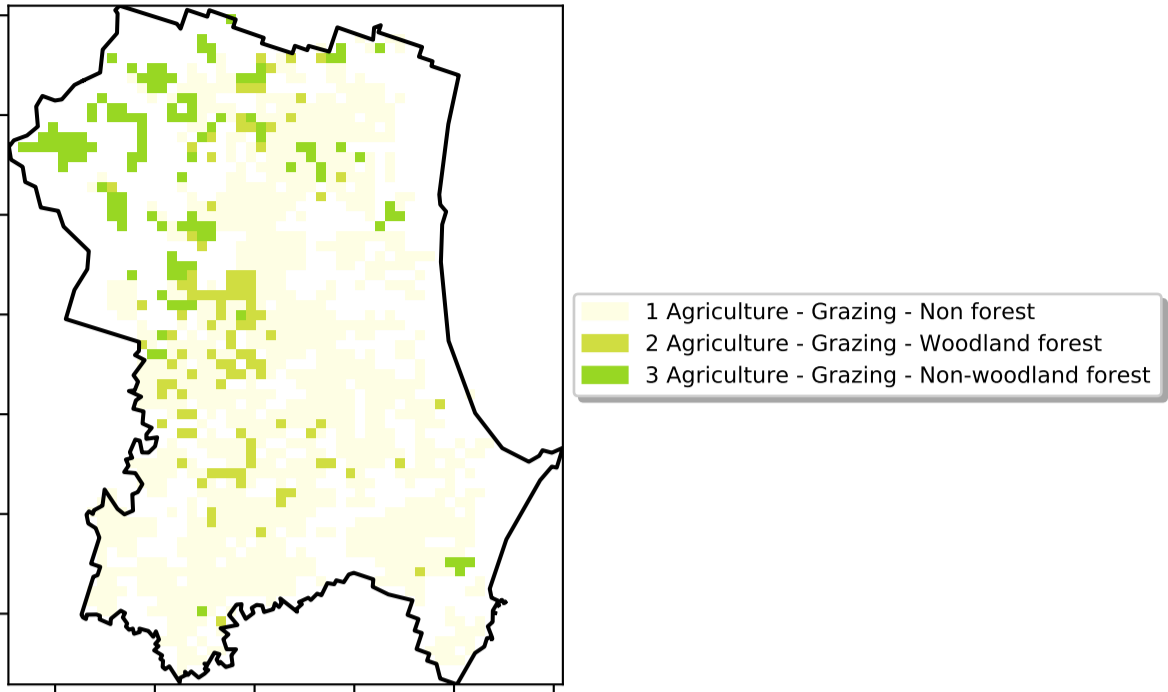 1 Agriculture - Grazing - Non forest
2 Agriculture - Grazing - Woodland forest
3 Agriculture - Grazing - Non-woodland forest